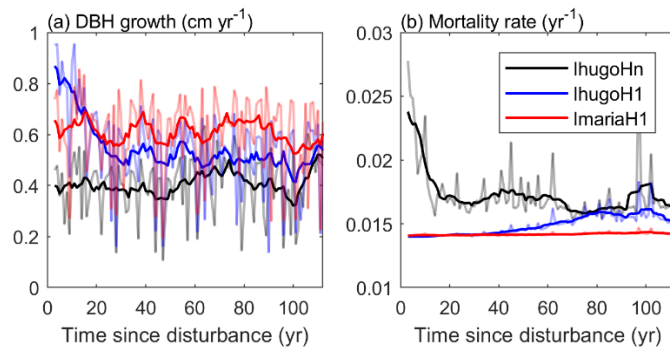 (a) DBH growth (cm yr⁻¹)
1
0.8
0.6
0.4
0.2
0
0 20 40 60 80 100
Time since disturbance (yr)
(b) Mortality rate (yr⁻¹)
0.03
0.025
0.02
0.015
0.01
0 20 40 60 80 100
Time since disturbance (yr)
IhugoHn
IhugoH1
ImariaH1